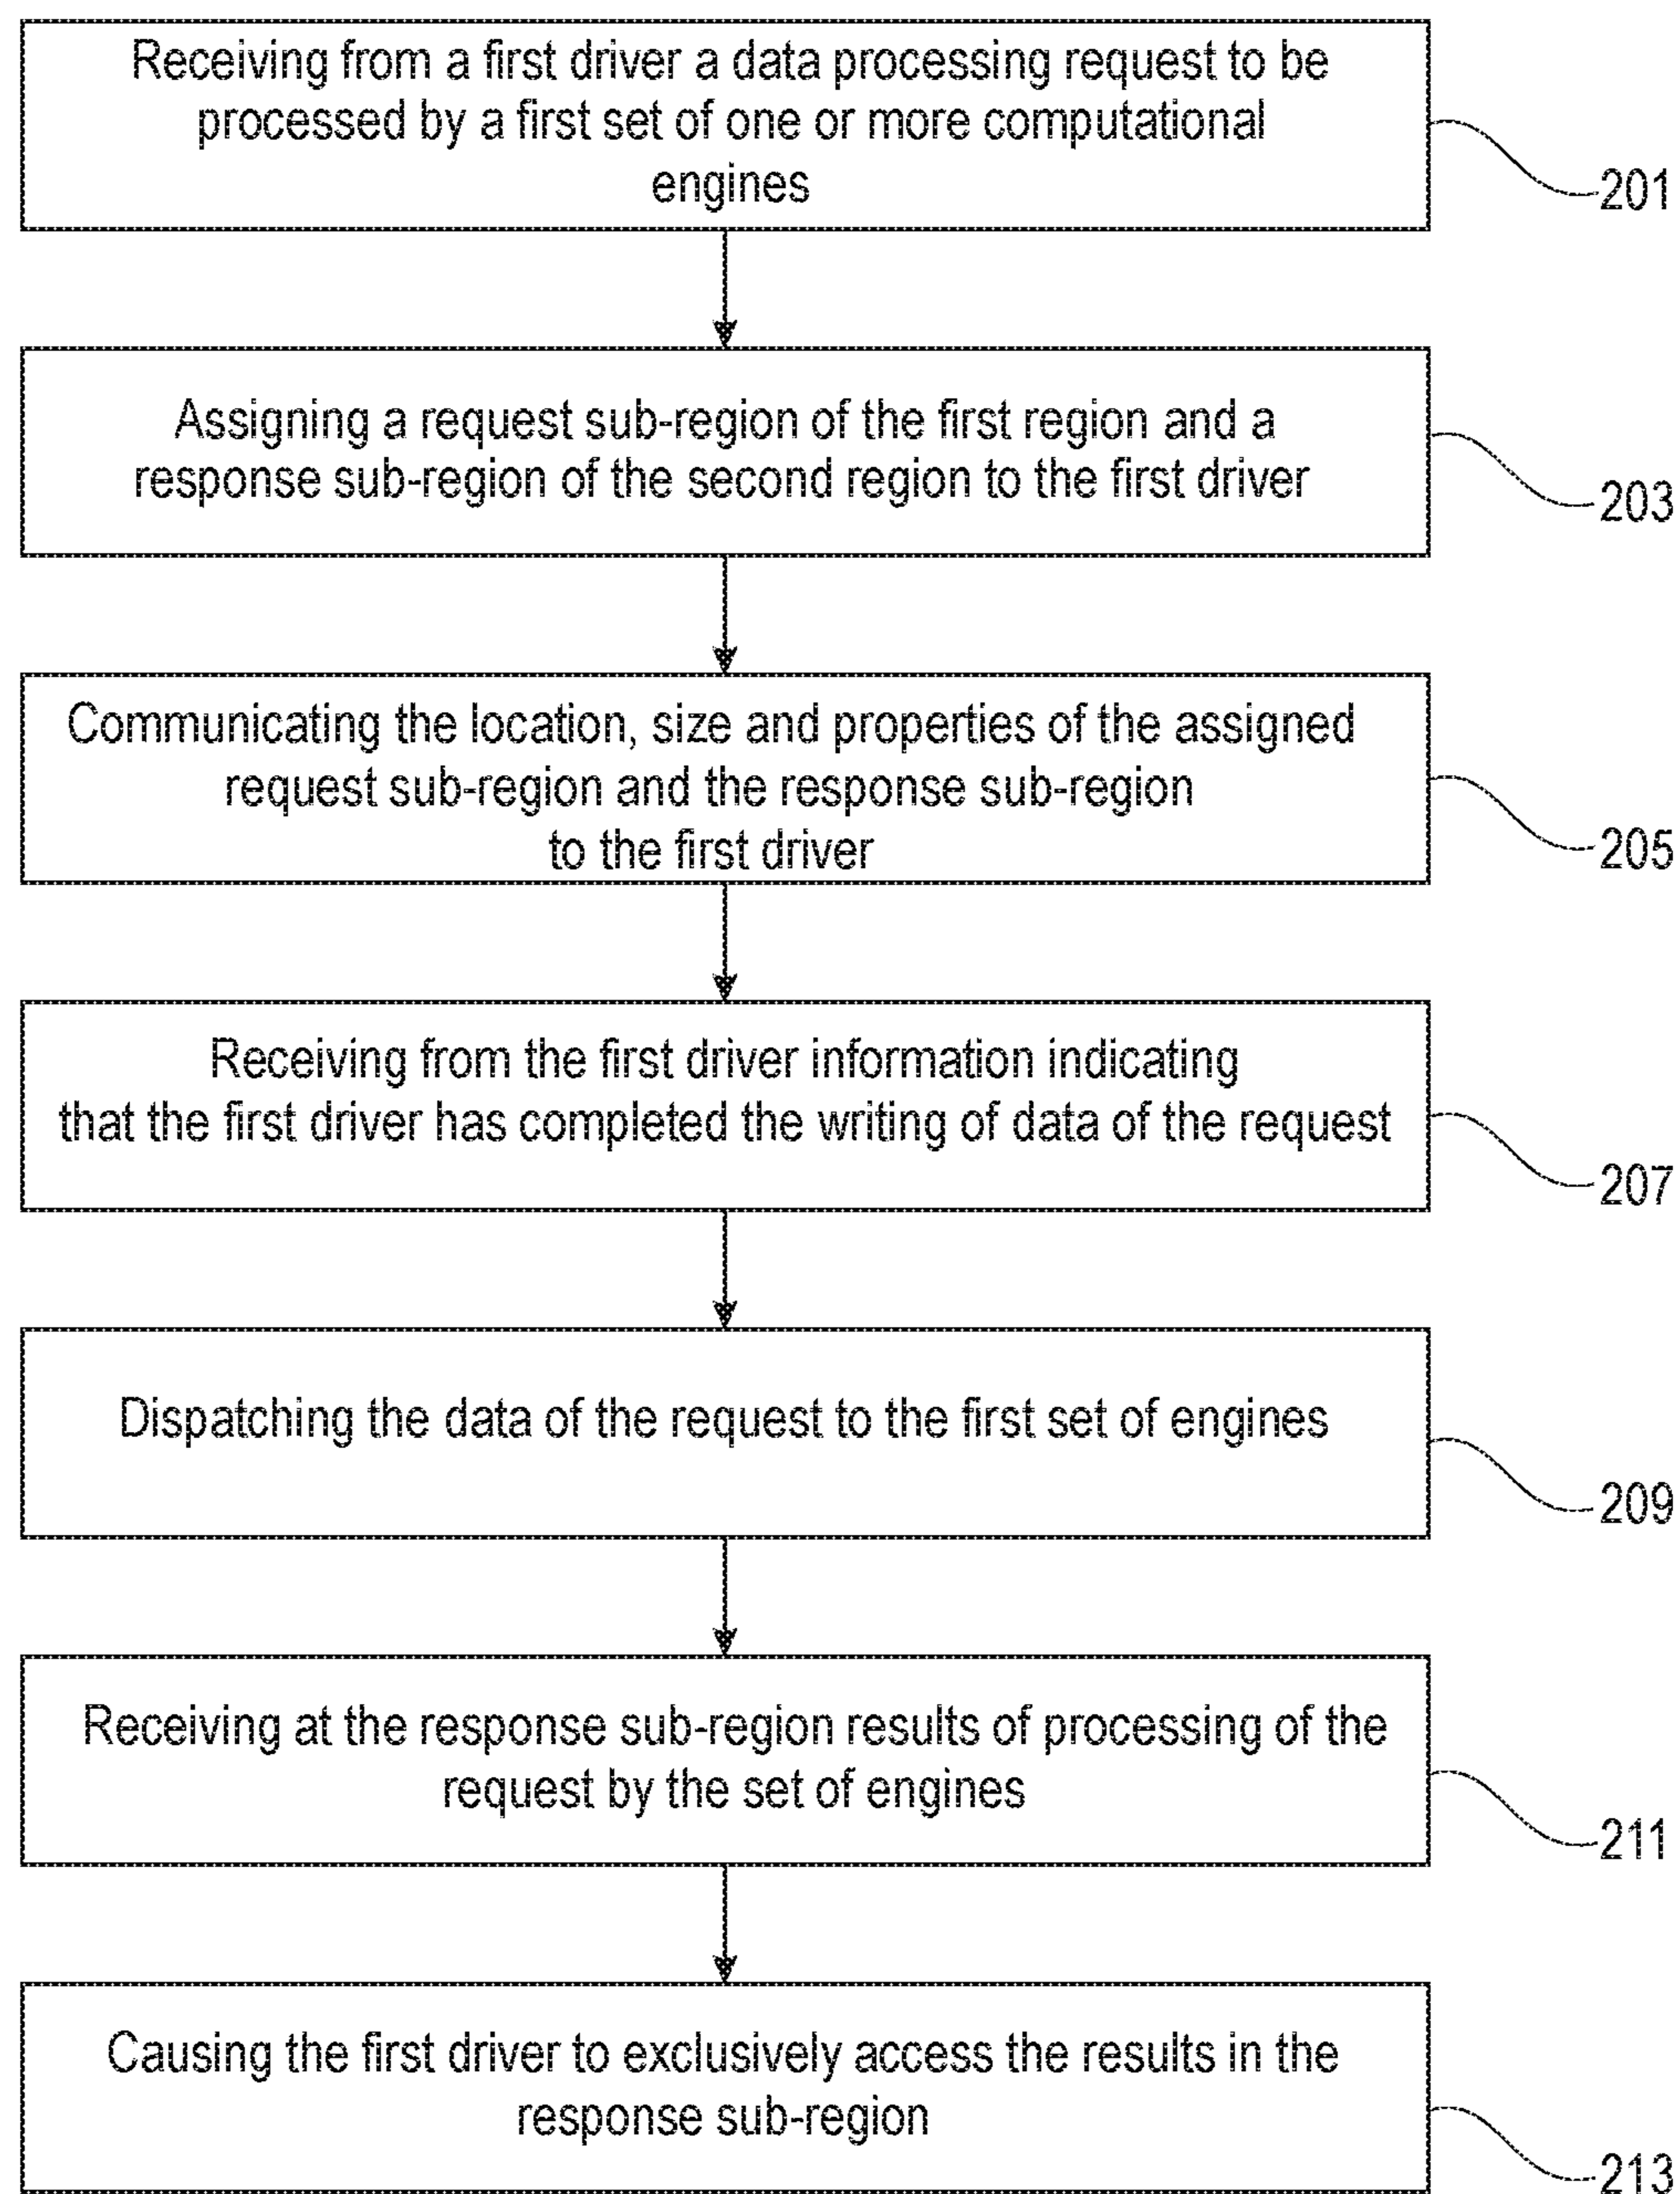 Receiving from a first driver a data processing request to be
processed by a first set of one or more computational
engines
201
Assigning a request sub-region of the first region and a
response sub-region of the second region to the first driver
203
Communicating the location, size and properties of the assigned
request sub-region and the response sub-region
to the first driver
205
Receiving from the first driver information indicating
that the first driver has completed the writing of data of the request
207
Dispatching the data of the request to the first set of engines
209
Receiving at the response sub-region results of processing of the
request by the set of engines
211
Causing the first driver to exclusively access the results in the
response sub-region
213